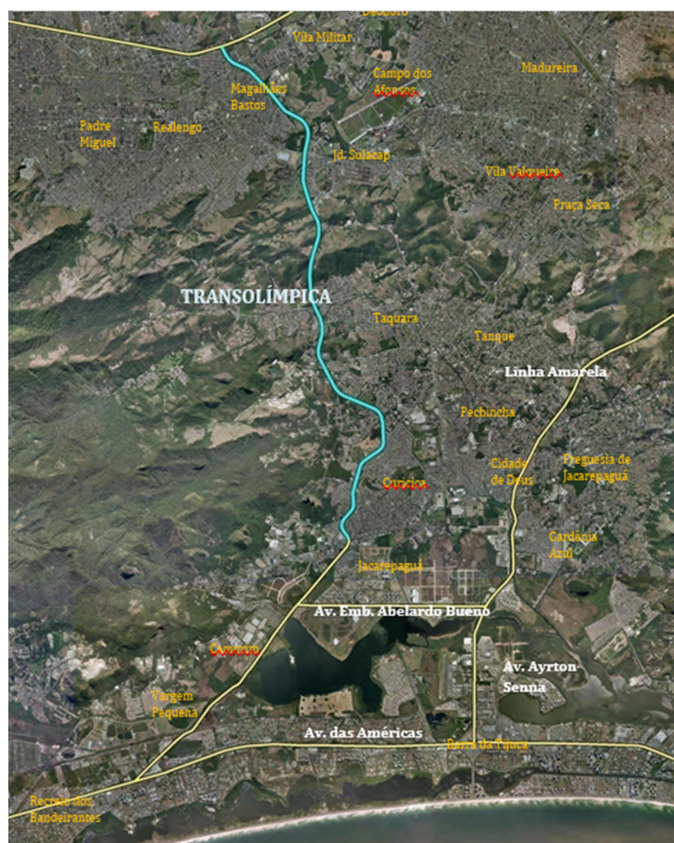 Deodoro
Vila Militar
Campo dos
Afonsos
Madureira
Magalhães
Bastos
Padre
Miguel
Realengo
Jd. Sulacap
Vila Valqueire
Praça Seca
TRANSOLÍMPICA
Taquara
Tanque
Linha Amarela
Pechincha
Cidade
de Deus
Freguesia de
Jacarepaguá
Curicica
Gardênia
Azul
Jacarepaguá
Av. Emb. Abelardo Bueno
Camorim
Av. Ayrton
Senna
Vargem
Pequena
Av. das Américas
Barra da Tijuca
Recreio dos
Bandeirantes